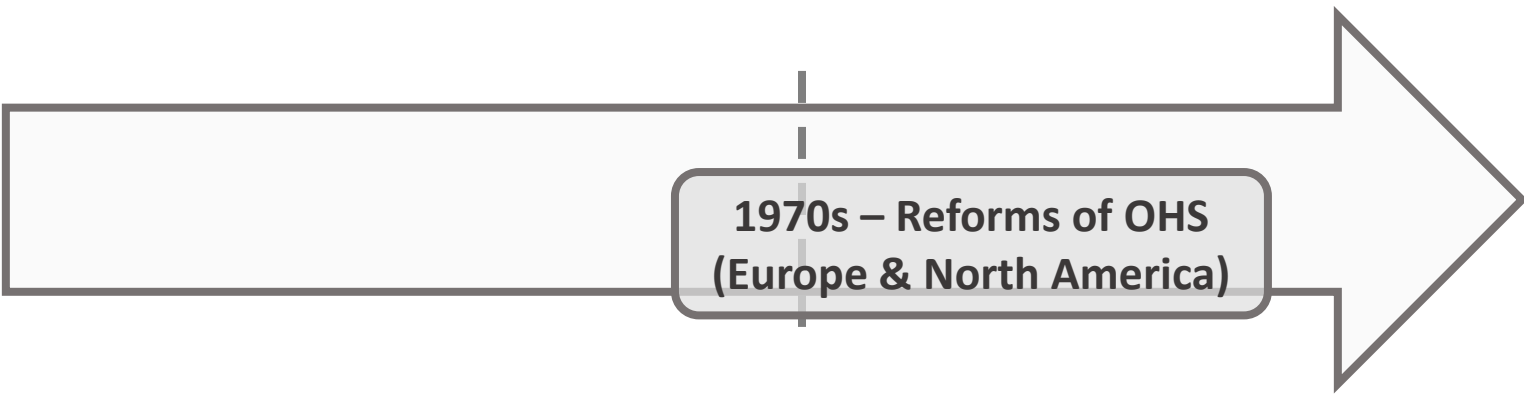 1970s – Reforms of OHS
(Europe & North America)